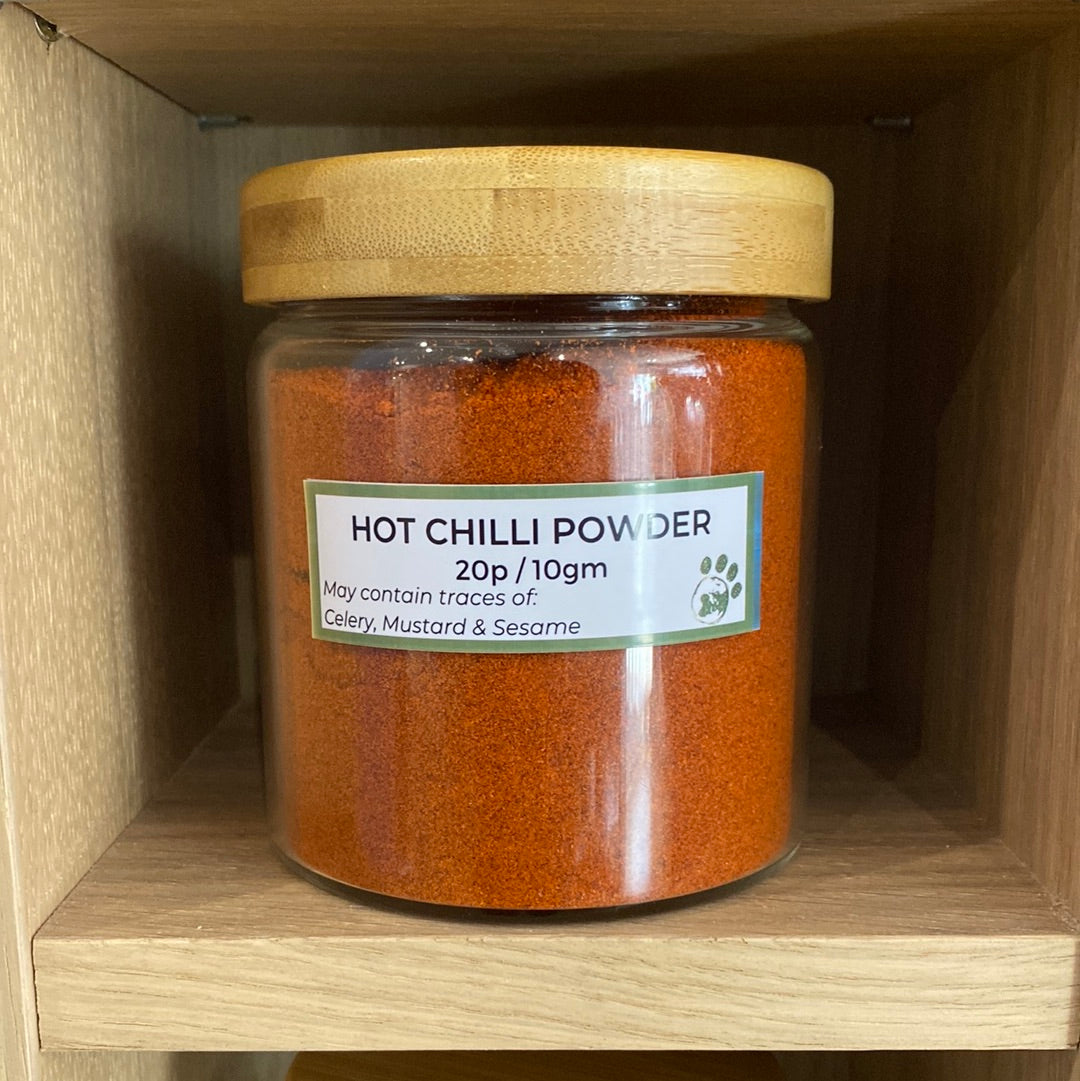 HOT CHILLI POWDER
20p / 10gm
May contain traces of:
Celery, Mustard & Sesame